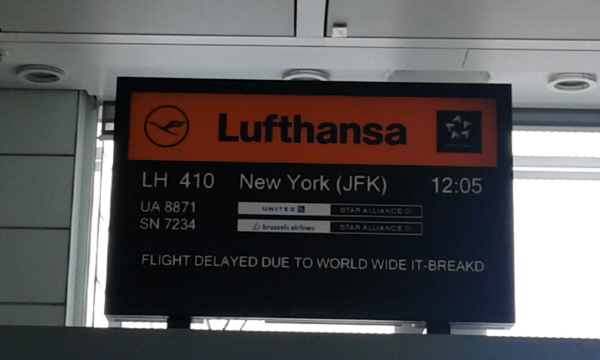 Lufthansa
LH 410 New York (JFK) 12:05
UA 8871 UNITED STAR ALLIANCE
SN 7234 brussels airlines STAR ALLIANCE
FLIGHT DELAYED DUE TO WORLD WIDE IT-BREAKD